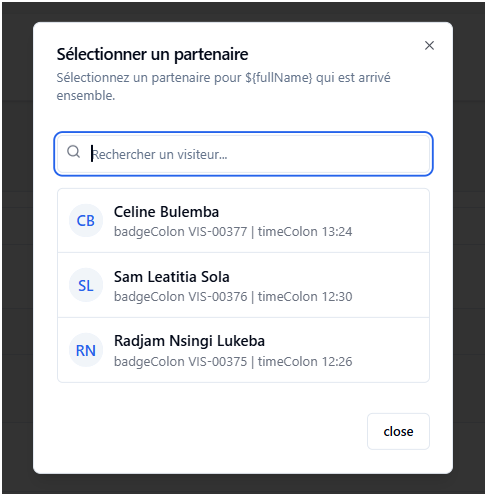 Sélectionner un partenaire
Sélectionnez un partenaire pour ${fullName} qui est arrivé
ensemble.
Rechercher un visiteur...
CB
Celine Bulemba
badgeColon VIS-00377 | timeColon 13:24
SL
Sam Leatitia Sola
badgeColon VIS-00376 | timeColon 12:30
RN
Radjam Nsingi Lukeba
badgeColon VIS-00375 | timeColon 12:26
close